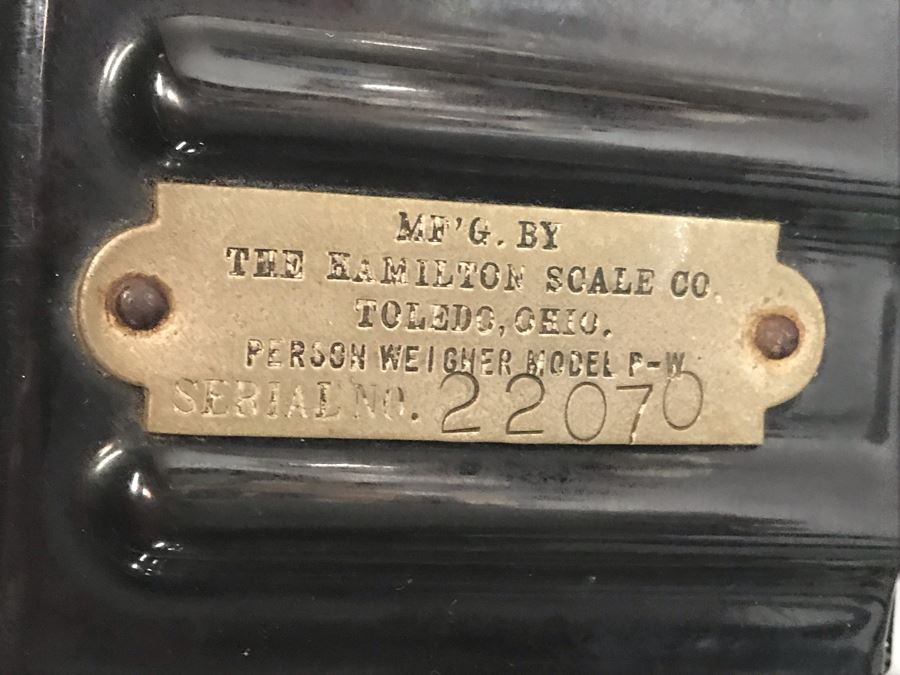 MF'G. BY
THE HAMILTON SCALE CO.
TOLEDO, OHIO.
PERSON WEIGHER MODEL P-W
SERIAL NO. 22070